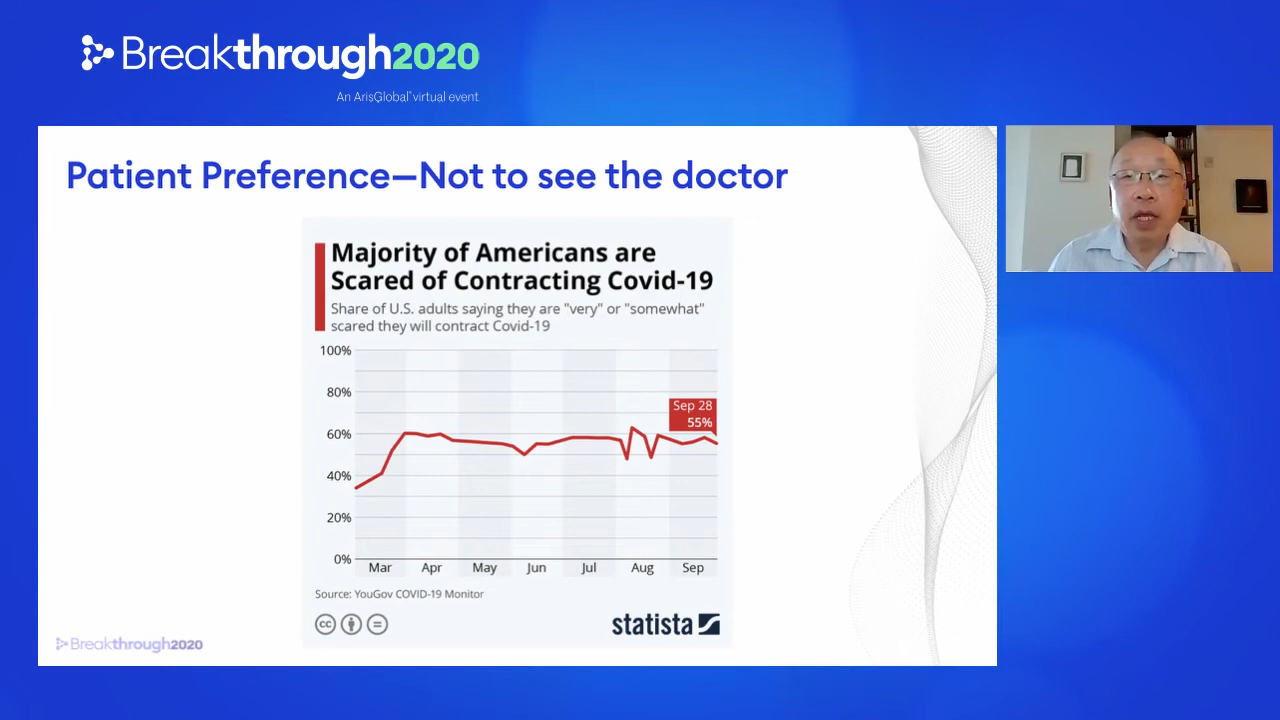 Breakthrough2020
An ArisGlobal® virtual event
Patient Preference—Not to see the doctor
Majority of Americans are
Scared of Contracting Covid-19
Share of U.S. adults saying they are "very" or "somewhat"
scared they will contract Covid-19
100%
80%
60%
40%
20%
0%
Sep 28
55%
Mar Apr May Jun Jul Aug Sep
Source: YouGov COVID-19 Monitor
cc
statista
Breakthrough2020